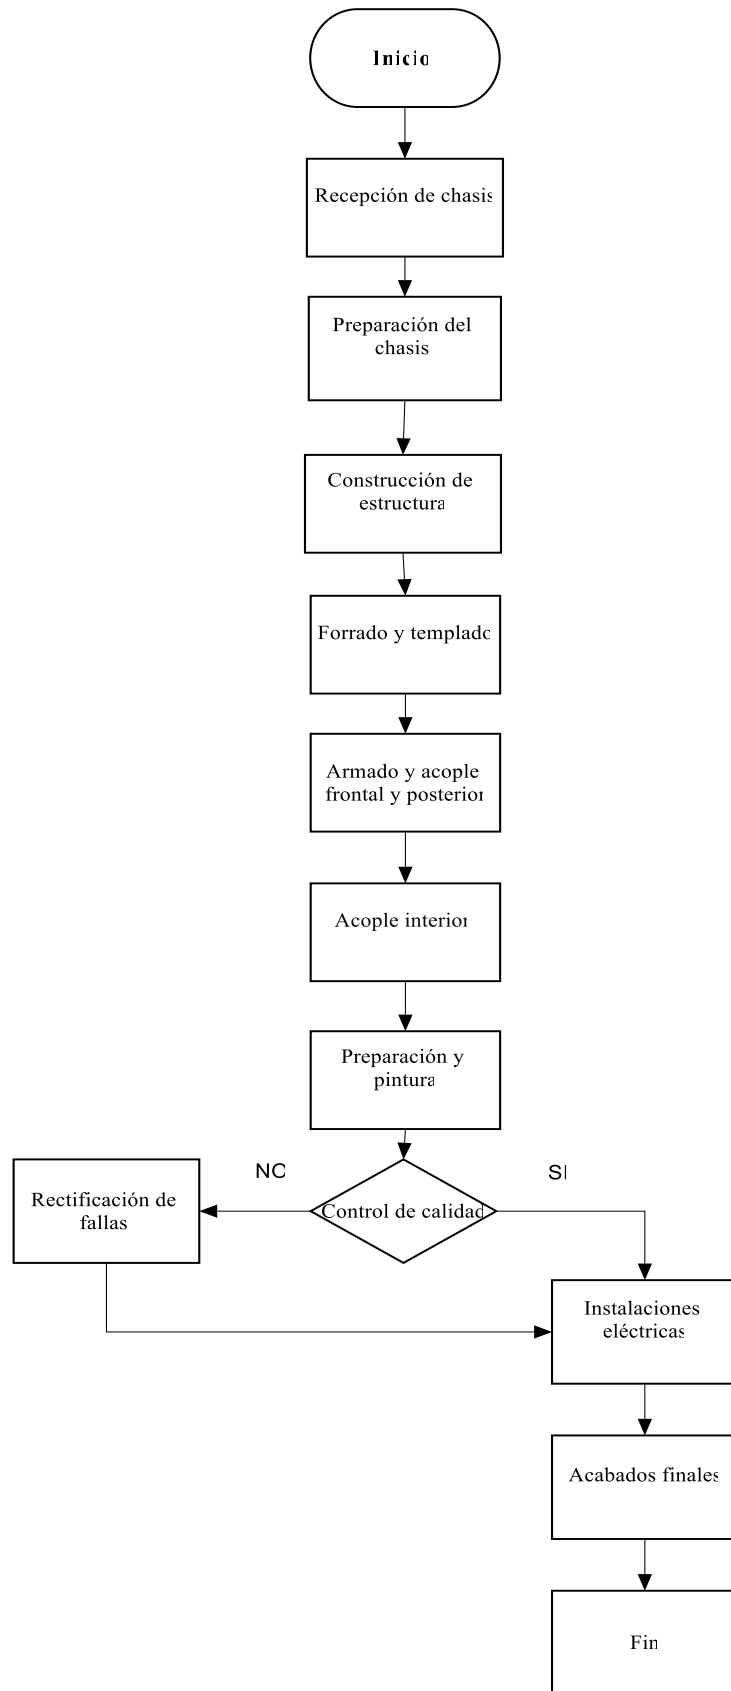 Inicio
Recepción de chasis
Preparación del
chasis
Construcción de
estructura
Forrado y templado
Armado y acople
frontal y posterior
Acople interior
Preparación y
pintura
NO
SI
Rectificación de
fallas
Control de calidad
Instalaciones
eléctricas
Acabados finales
Fin